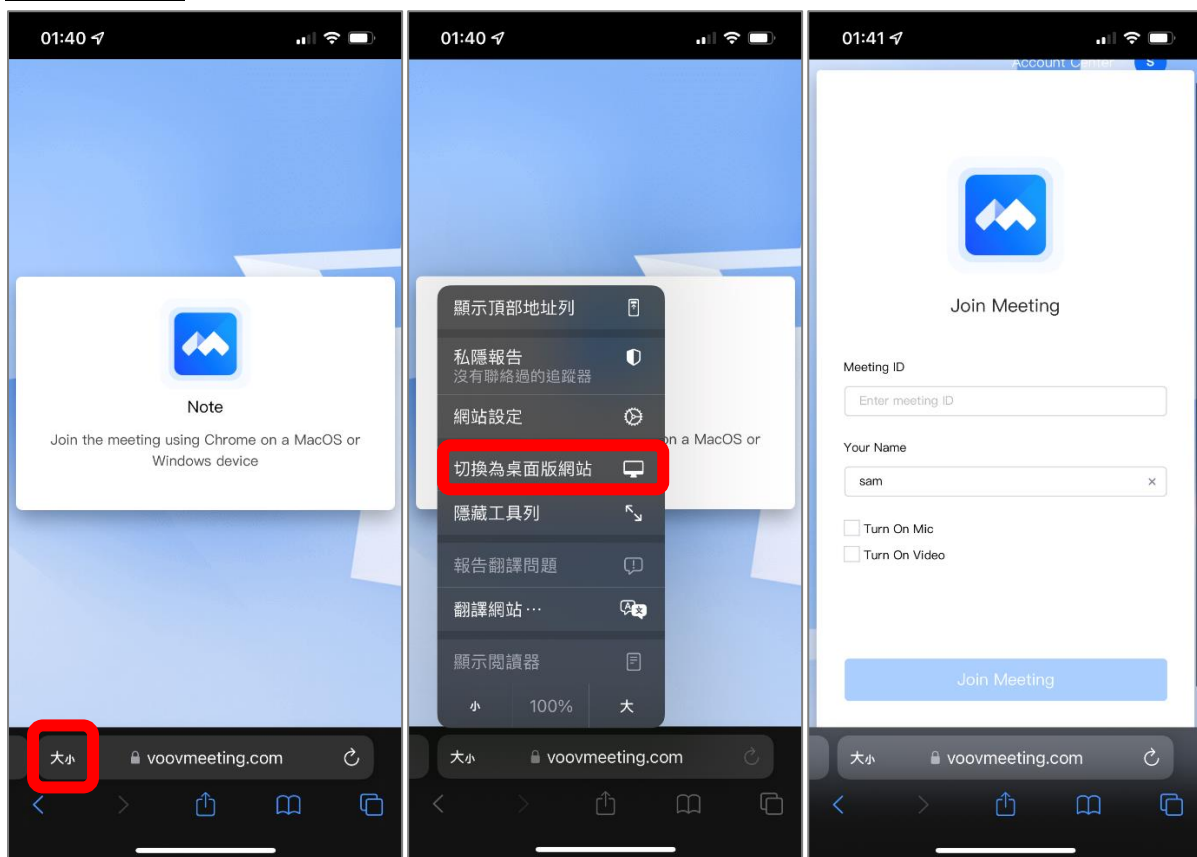 01:40
Note
Join the meeting using Chrome on a MacOS or
Windows device
大小
voovmeeting.com
01:40
顯示頂部地址列
私隱報告
沒有聯絡過的追蹤器
網站設定
on a MacOS or
切換為桌面版網站
隱藏工具列
報告翻譯問題
翻譯網站…
顯示閱讀器
小 100% 大
大小
voovmeeting.com
01:41
Account Center S
Join Meeting
Meeting ID
Enter meeting ID
Your Name
sam
Turn On Mic
Turn On Video
Join Meeting
大小
voovmeeting.com